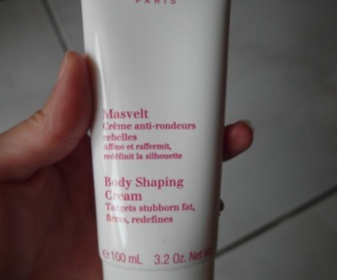 PARIS
Masvelt
Crème anti-rondeurs
rebelles
Affine et raffermit,
redéfinit la silhouette
Body Shaping
Cream
Targets stubborn fat,
firms, redefines
℮100 mL 3.2 Oz. Net